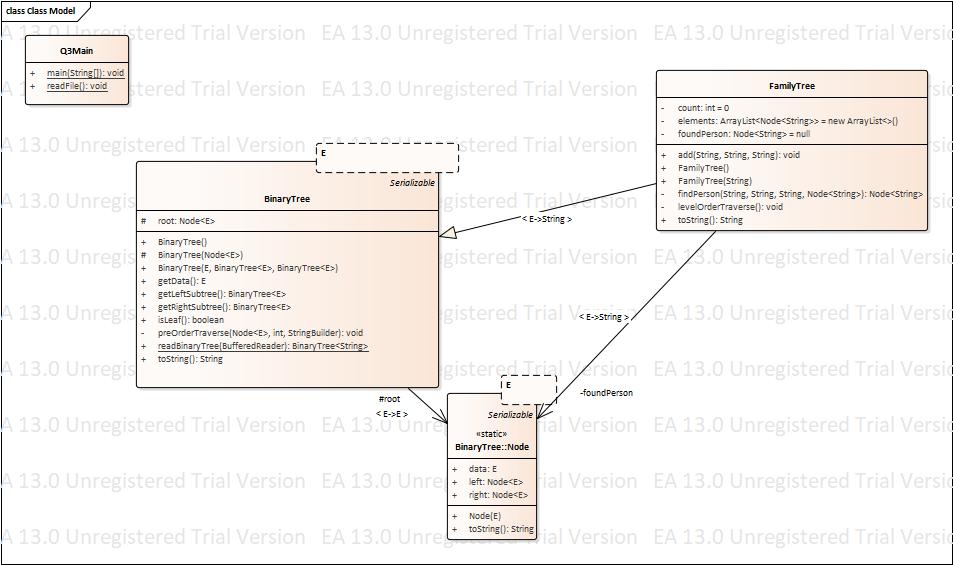 class Class Model
EA 13.0 Unregistered Trial Version EA 13.0 Unregistered Trial Version EA 13.0 Unregistered Trial Version
Q3Main
+ main(String[]): void
+ readFile(): void
FamilyTree
- count: int = 0
- elements: ArrayList<Node<String>> = new ArrayList<>()
- foundPerson: Node<String> = null
+ add(String, String, String): void
+ FamilyTree()
+ FamilyTree(String)
- findPerson(String, String, String, Node<String>): Node<String>
- levelOrderTraverse(): void
+ toString(): String
E
Serializable
BinaryTree
# root: Node<E>
+ BinaryTree()
# BinaryTree(Node<E>)
+ BinaryTree(E, BinaryTree<E>, BinaryTree<E>)
+ getData(): E
+ getLeftSubtree(): BinaryTree<E>
+ getRightSubtree(): BinaryTree<E>
+ isLeaf(): boolean
- preOrderTraverse(Node<E>, int, StringBuilder): void
+ readBinaryTree(BufferedReader): BinaryTree<String>
+ toString(): String
< E->String >
< E->String >
#root
< E->E >
-foundPerson
E
Serializable
«static»
BinaryTree::Node
+ data: E
+ left: Node<E>
+ right: Node<E>
+ Node(E)
+ toString(): String